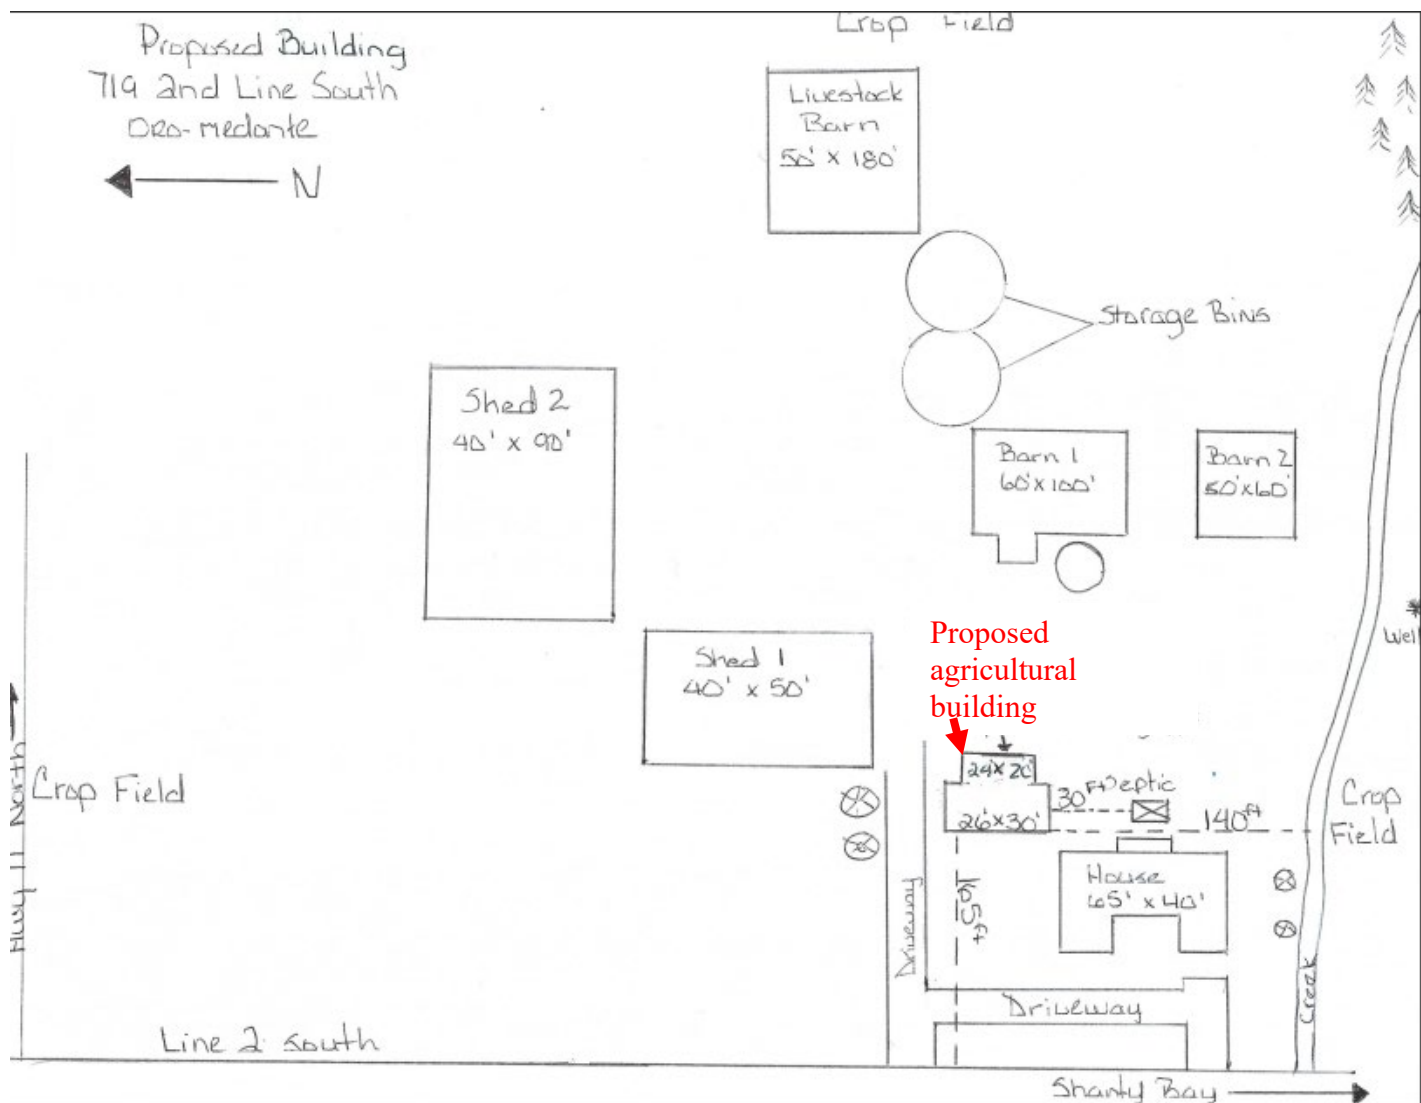 Crop Field
Proposed Building
719 2nd Line South
Oro-medonte
N
Livestock
Barn
50' x 180'
Storage Bins
Shed 2
40' x 90'
Barn 1
60'x100'
Barn 2
50'x60'
Well
Shed 1
40' x 50'
Proposed
agricultural
building
24'x20'
30ft
Septic
26'x30'
140ft
Crop Field
Hwy 11 North
Crop
Field
House
65' x 40'
165ft
Driveway
Driveway
Creek
Line 2 South
Shanty Bay